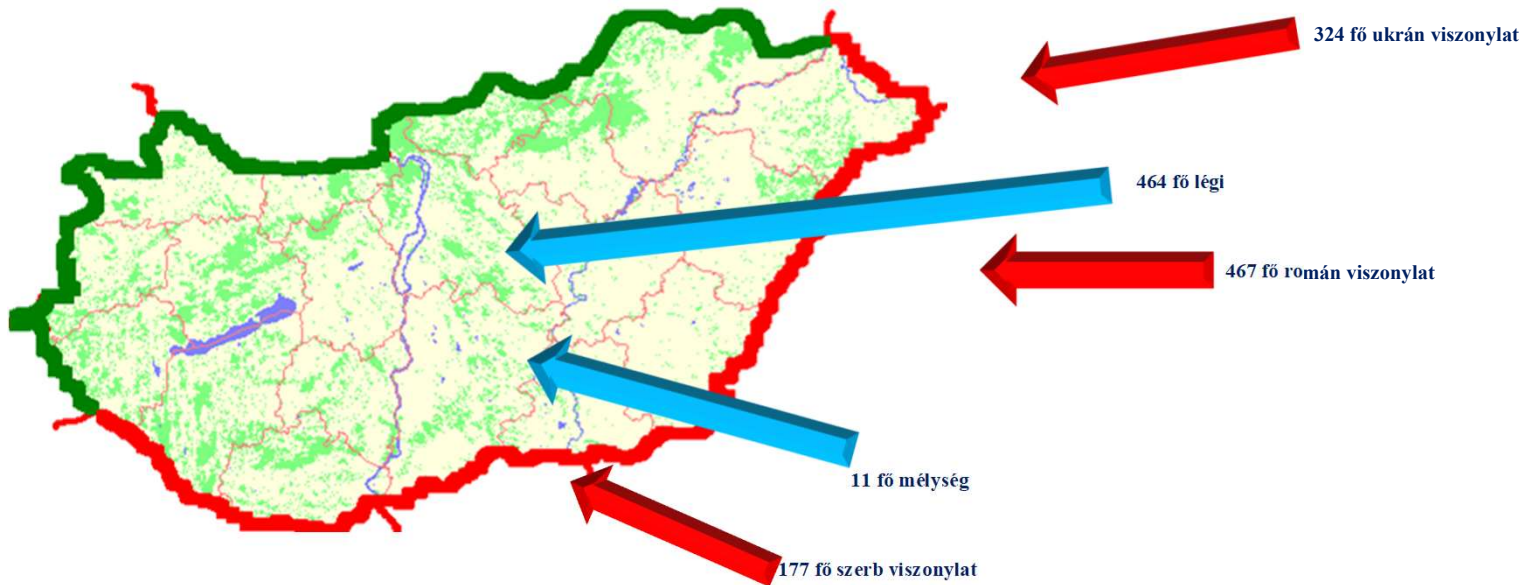 324 fő ukrán viszonylat
464 fő légi
467 fő román viszonylat
11 fő mélység
177 fő szerb viszonylat